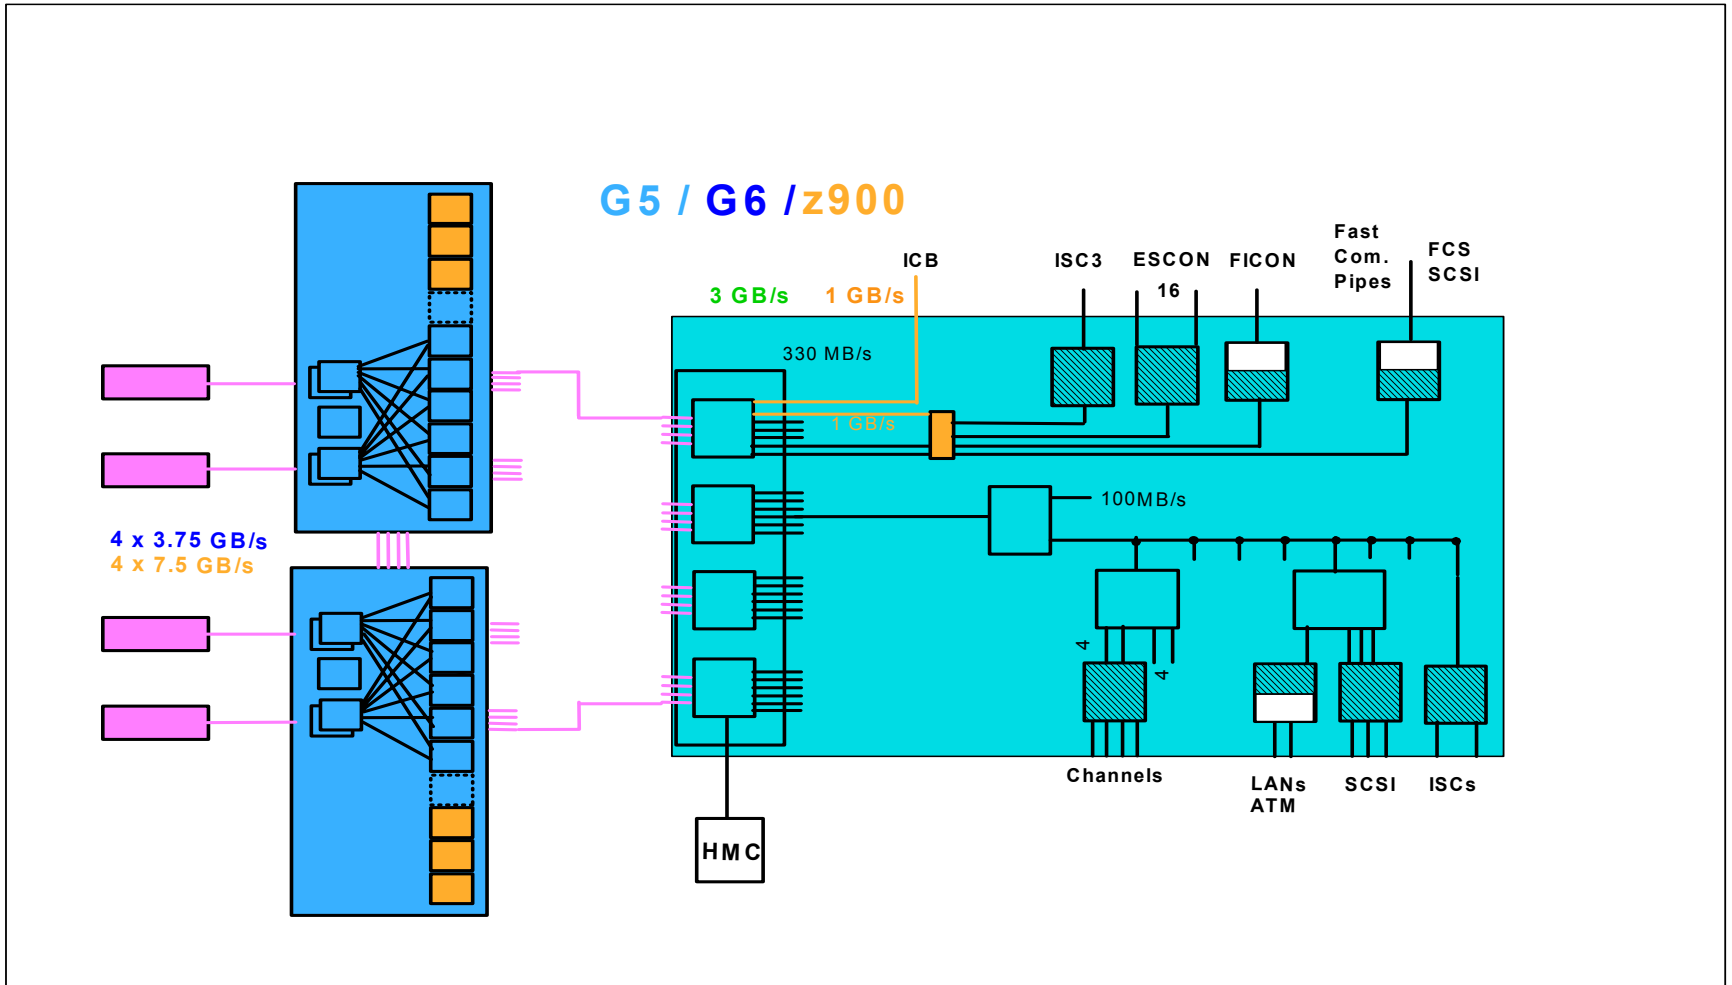 G5 / G6 / z900
Fast
Com.
Pipes
FCS
SCSI
ICB
ISC3
ESCON
16
FICON
3 GB/s
1 GB/s
330 MB/s
1 GB/s
100MB/s
4 x 3.75 GB/s
4 x 7.5 GB/s
4
4
Channels
LANs
ATM
SCSI
ISCs
HMC